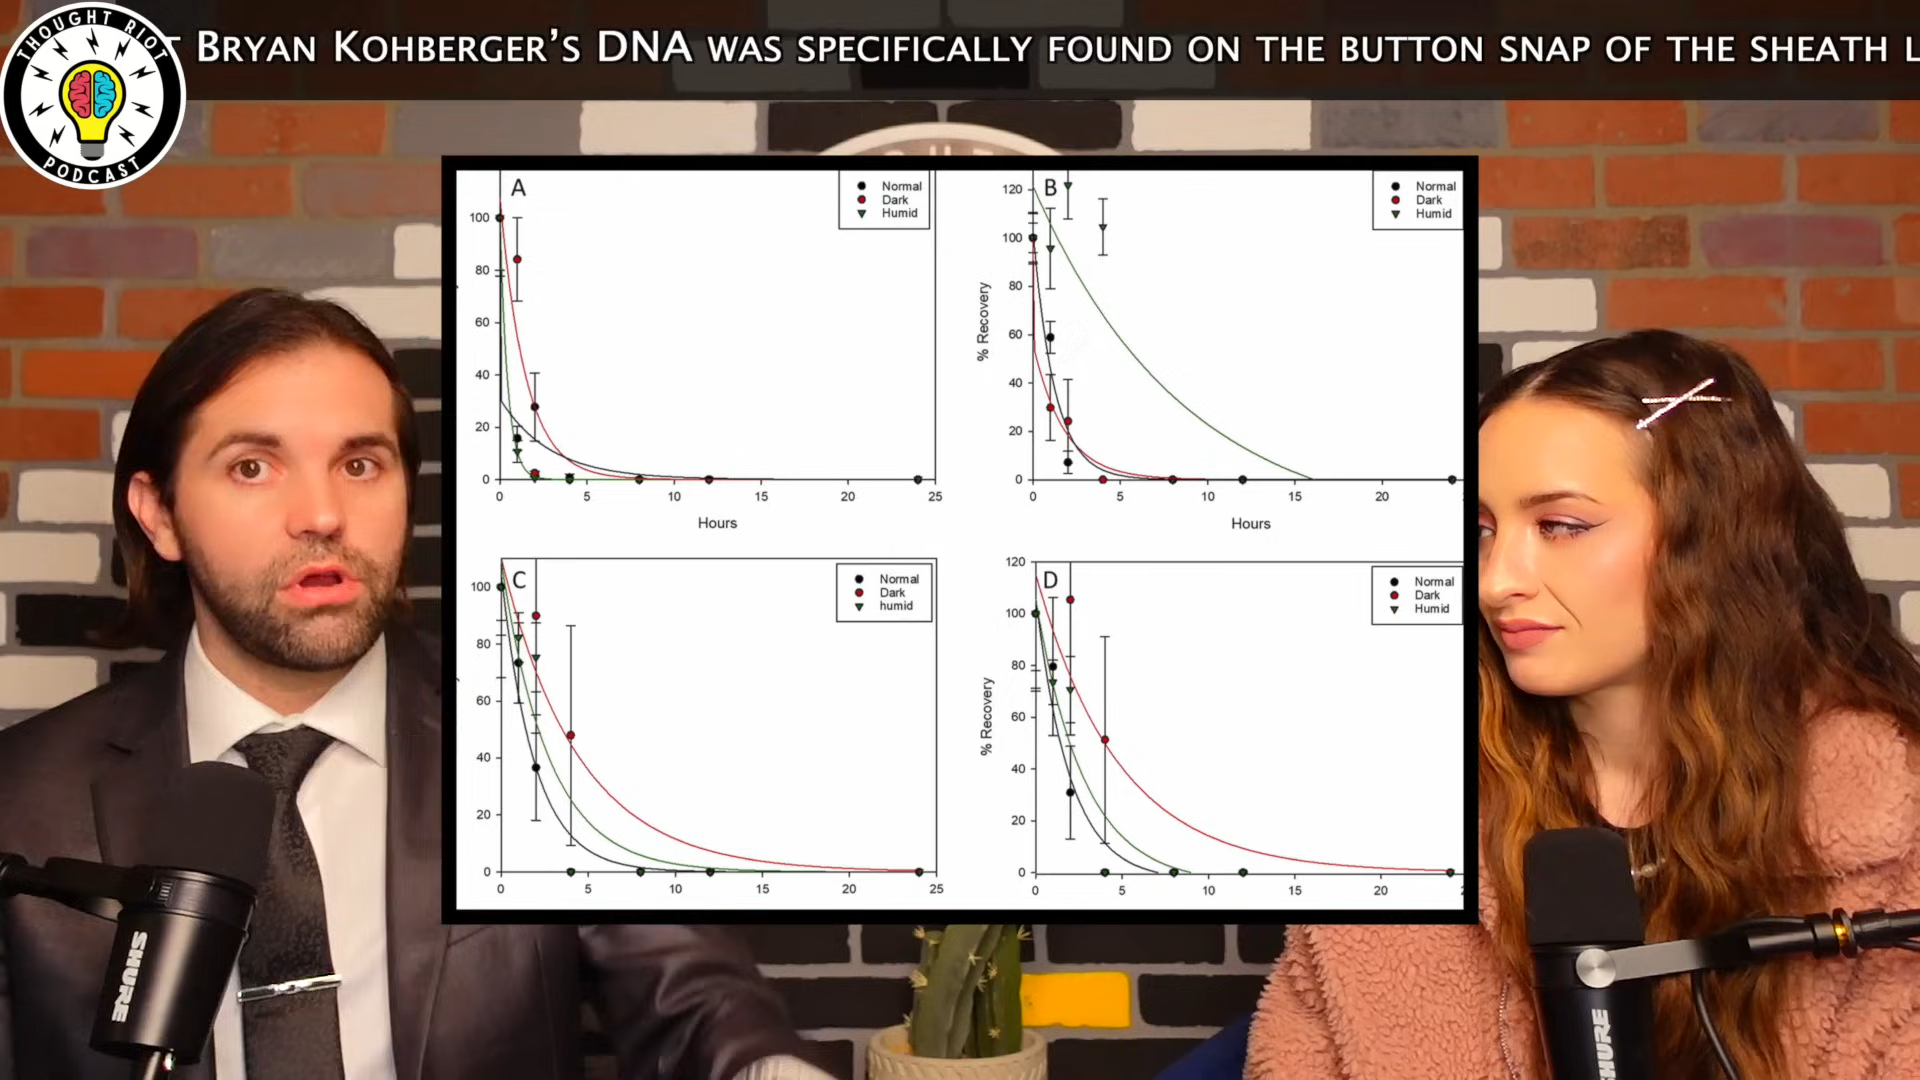 THOUGHT RIOT
PODCAST
BRYAN KOHBERGER'S DNA WAS SPECIFICALLY FOUND ON THE BUTTON SNAP OF THE SHEATH L
A
Normal
Dark
Humid
100
80
60
40
20
0
0 5 10 15 20 25
Hours
B
Normal
Dark
Humid
120
100
80
60
40
20
0
% Recovery
0 5 10 15 20
Hours
C
Normal
Dark
humid
100
80
60
40
20
0
0 5 10 15 20 25
D
Normal
Dark
Humid
120
100
80
60
40
20
0
% Recovery
0 5 10 15 20
SHURE
SHURE